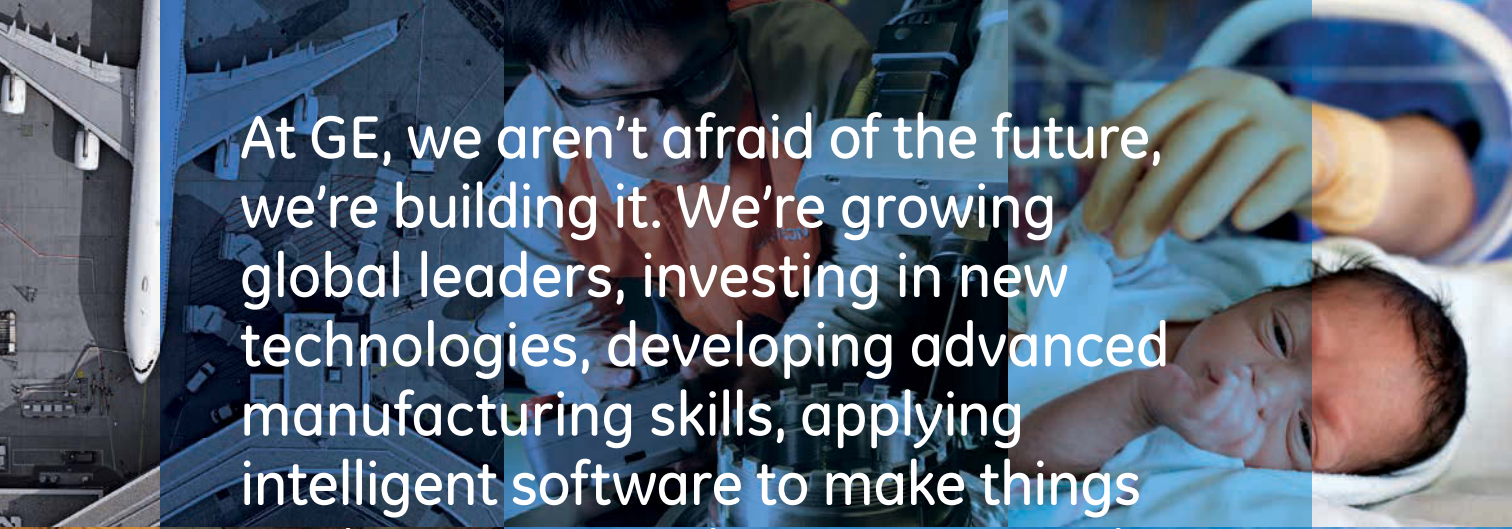 At GE, we aren't afraid of the future,
we're building it. We're growing
global leaders, investing in new
technologies, developing advanced
manufacturing skills, applying
intelligent software to make things